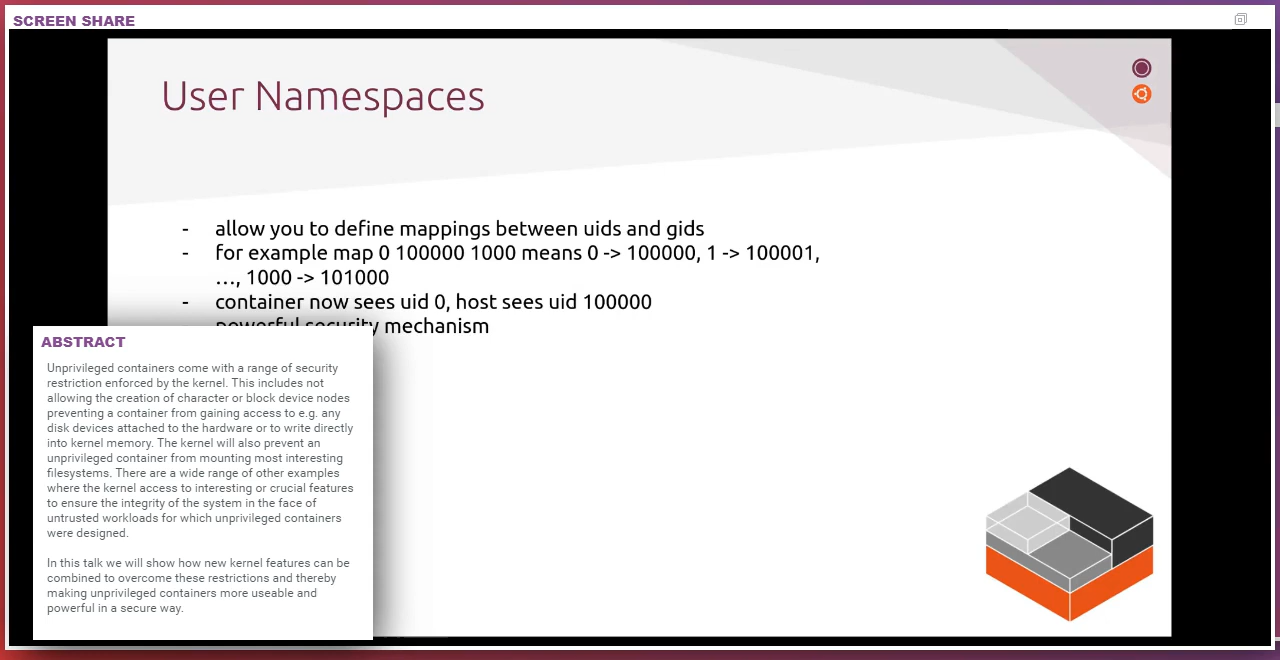 SCREEN SHARE
User Namespaces
- allow you to define mappings between uids and gids
- for example map 0 100000 1000 means 0 -> 100000, 1 -> 100001,
…, 1000 -> 101000
- container now sees uid 0, host sees uid 100000
- powerful security mechanism
ABSTRACT
Unprivileged containers come with a range of security
restriction enforced by the kernel. This includes not
allowing the creation of character or block device nodes
preventing a container from gaining access to e.g. any
disk devices attached to the hardware or to write directly
into kernel memory. The kernel will also prevent an
unprivileged container from mounting most interesting
filesystems. There are a wide range of other examples
where the kernel access to interesting or crucial features
to ensure the integrity of the system in the face of
untrusted workloads for which unprivileged containers
were designed.
In this talk we will show how new kernel features can be
combined to overcome these restrictions and thereby
making unprivileged containers more useable and
powerful in a secure way.